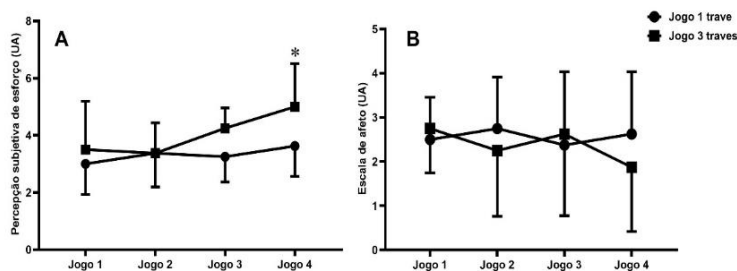 A
Percepção subjetiva de esforço (UA)
8
6
4
2
0
*
Jogo 1
Jogo 2
Jogo 3
Jogo 4
B
Escala de afeto (UA)
5
4
3
2
1
0
Jogo 1
Jogo 2
Jogo 3
Jogo 4
Jogo 1 trave
Jogo 3 traves